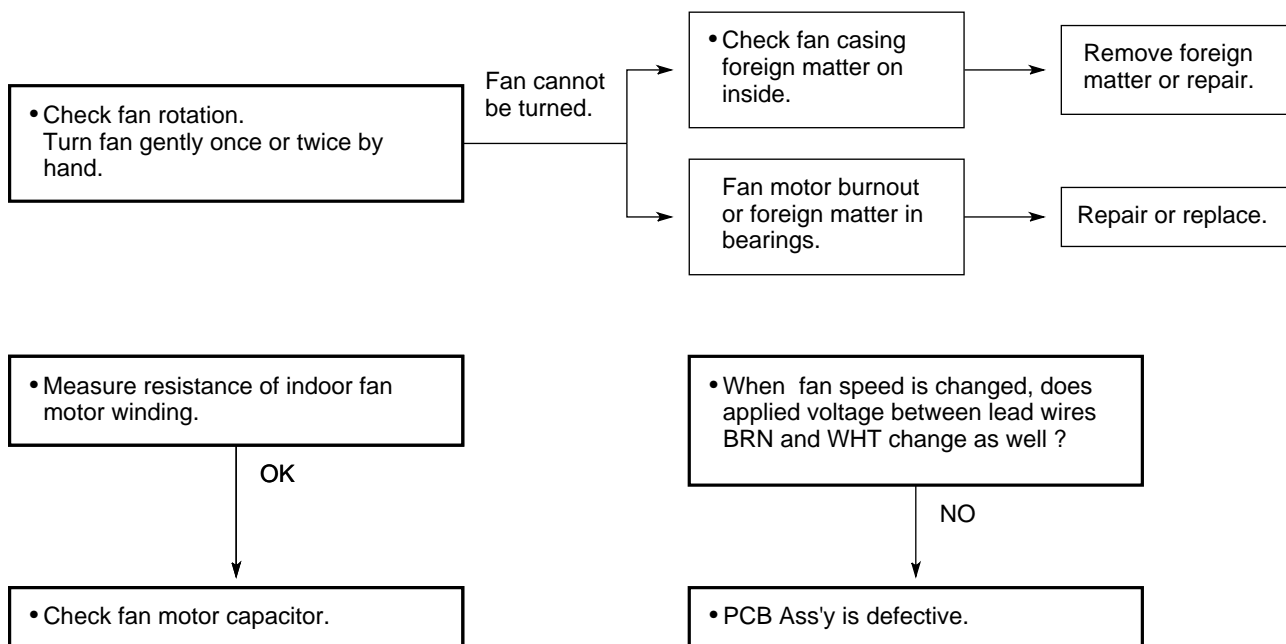 • Check fan rotation.
Turn fan gently once or twice by
hand.
Fan cannot
be turned.
• Check fan casing
foreign matter on
inside.
Remove foreign
matter or repair.
Fan motor burnout
or foreign matter in
bearings.
Repair or replace.
• Measure resistance of indoor fan
motor winding.
OK
• Check fan motor capacitor.
• When fan speed is changed, does
applied voltage between lead wires
BRN and WHT change as well ?
NO
• PCB Ass'y is defective.